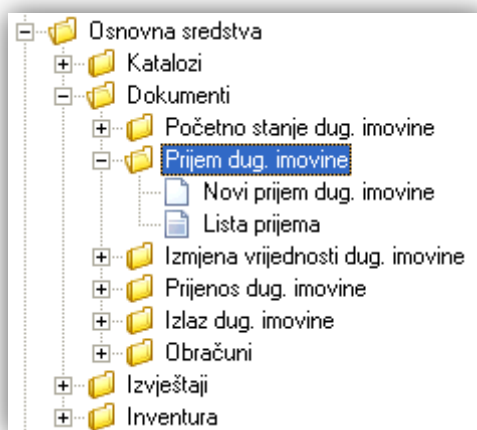 Osnovna sredstva
Katalozi
Dokumenti
Početno stanje dug. imovine
Prijem dug. imovine
Novi prijem dug. imovine
Lista prijema
Izmjena vrijednosti dug. imovine
Prijenos dug. imovine
Izlaz dug. imovine
Obračuni
Izvještaji
Inventura